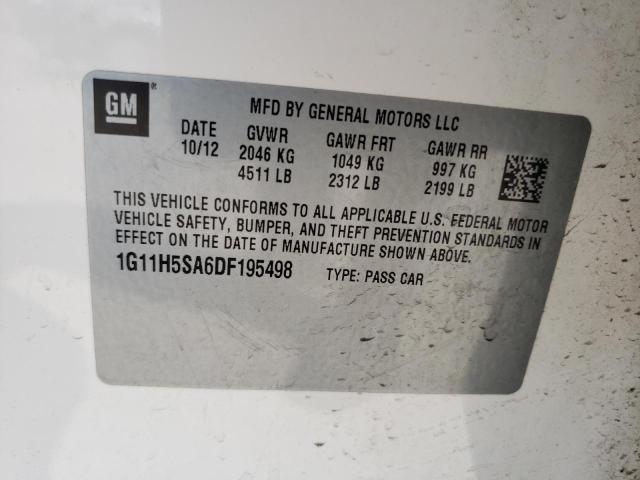 GM®
MFD BY GENERAL MOTORS LLC
DATE GVWR GAWR FRT GAWR RR
10/12 2046 KG 1049 KG 997 KG
4511 LB 2312 LB 2199 LB
THIS VEHICLE CONFORMS TO ALL APPLICABLE U.S. FEDERAL MOTOR
VEHICLE SAFETY, BUMPER, AND THEFT PREVENTION STANDARDS IN
EFFECT ON THE DATE OF MANUFACTURE SHOWN ABOVE.
1G11H5SA6DF195498 TYPE: PASS CAR